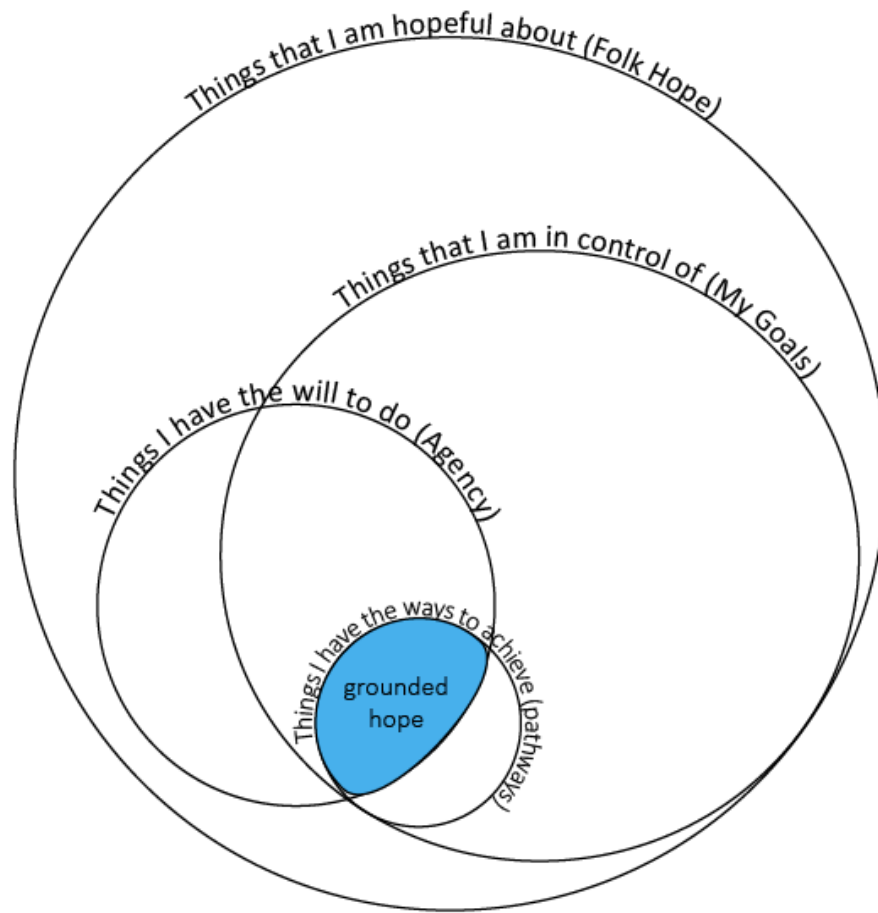 Things that I am hopeful about (Folk Hope)
Things that I am in control of (My Goals)
Things I have the will to do (Agency)
Things I have the ways to achieve (pathways)
grounded
hope